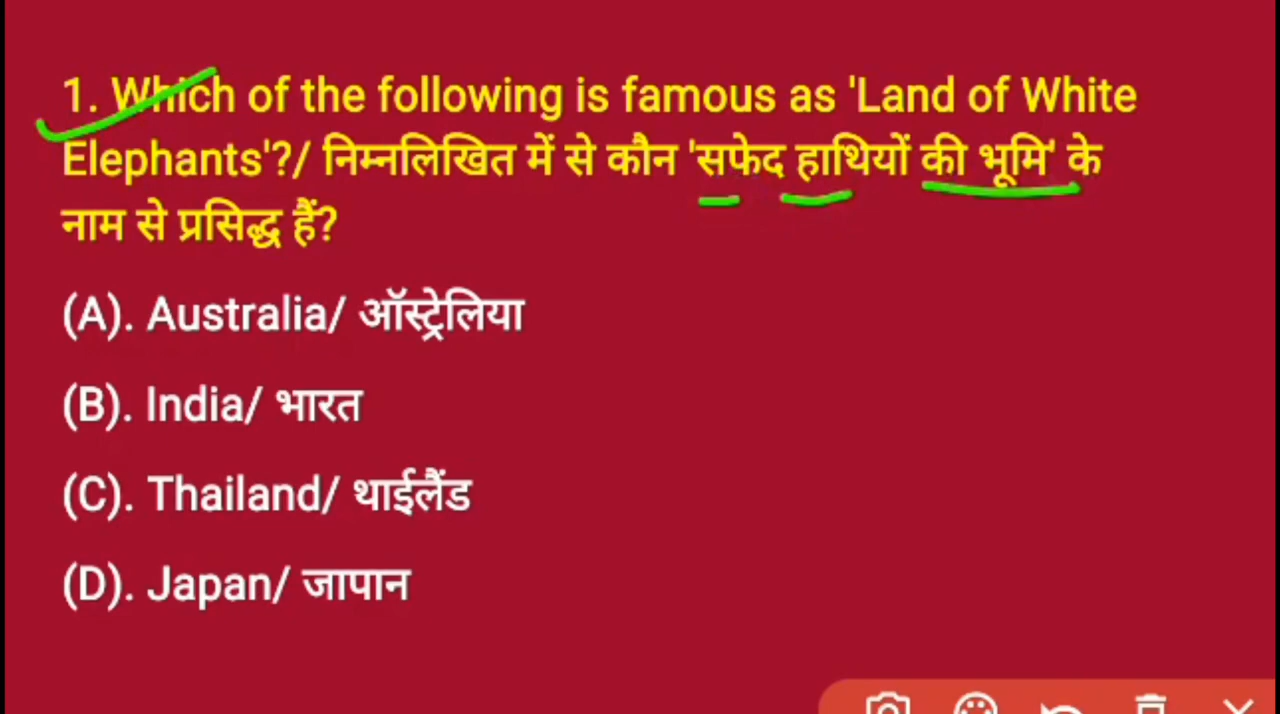 1. Which of the following is famous as 'Land of White
Elephants'?/ निम्नलिखित में से कौन 'सफेद हाथियों की भूमि' के
नाम से प्रसिद्ध हैं?
(A). Australia/ ऑस्ट्रेलिया
(B). India/ भारत
(C). Thailand/ थाईलैंड
(D). Japan/ जापान